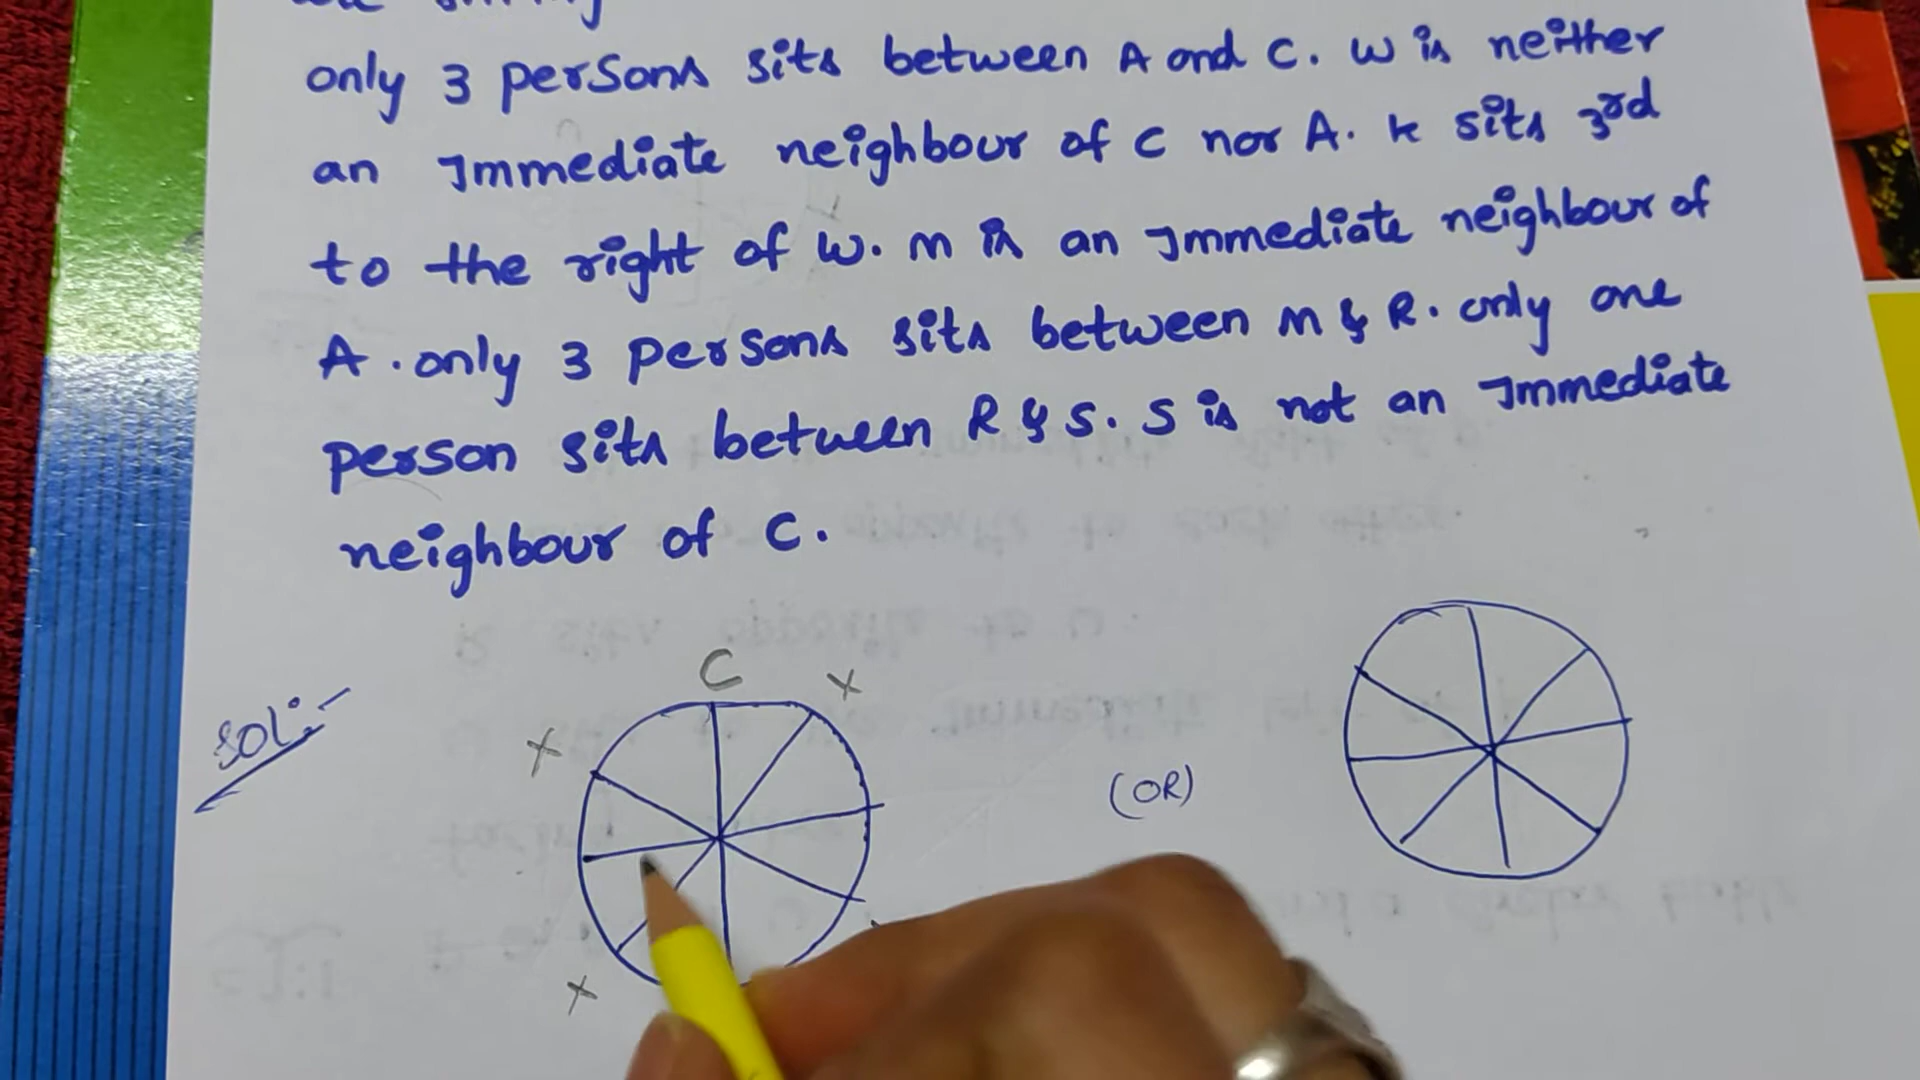 only 3 persons sits between A and C. W is neither
an Immediate neighbour of C nor A. K sits 3rd
to the right of W. M is an Immediate neighbour of
A. only 3 persons sits between M & R. only one
person sits between R & S. S is not an Immediate
neighbour of C.
SOL:-
C
X
X
(OR)
X